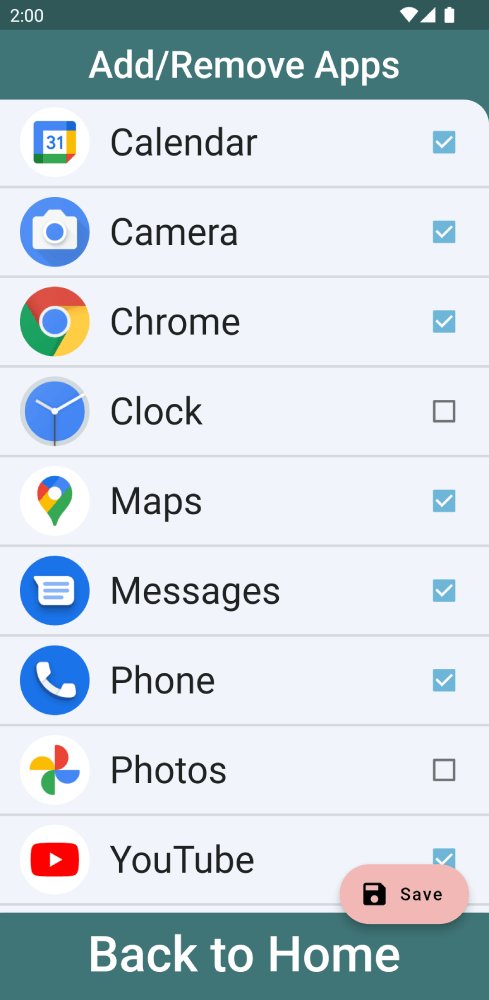 2:00
Add/Remove Apps
31
Calendar
Camera
Chrome
Clock
Maps
Messages
Phone
Photos
YouTube
Save
Back to Home